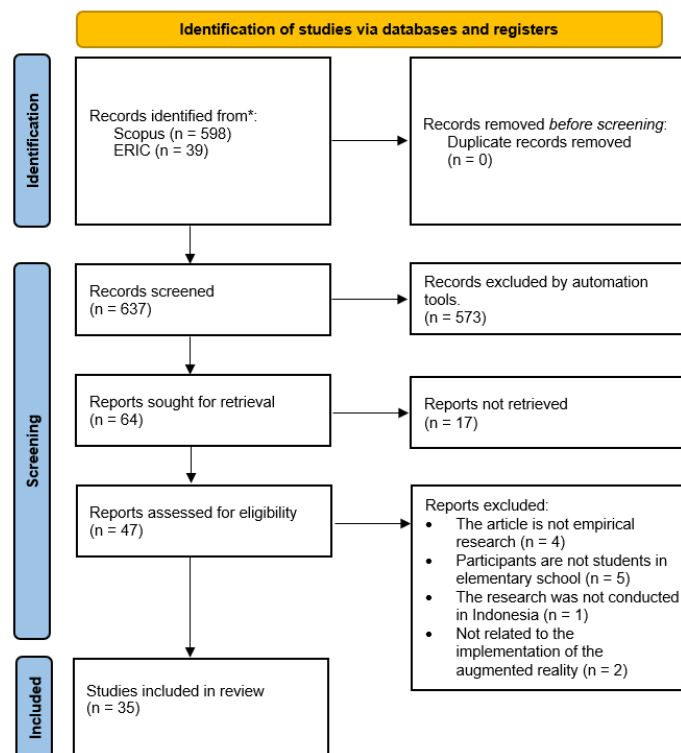 Identification of studies via databases and registers
Identification
Records identified from*:
Scopus (n = 598)
ERIC (n = 39)
Records removed before screening:
Duplicate records removed
(n = 0)
Screening
Records screened
(n = 637)
Records excluded by automation
tools.
(n = 573)
Reports sought for retrieval
(n = 64)
Reports not retrieved
(n = 17)
Reports assessed for eligibility
(n = 47)
Reports excluded:
• The article is not empirical
research (n = 4)
• Participants are not students in
elementary school (n = 5)
• The research was not conducted
in Indonesia (n = 1)
• Not related to the
implementation of the
augmented reality (n = 2)
Included
Studies included in review
(n = 35)